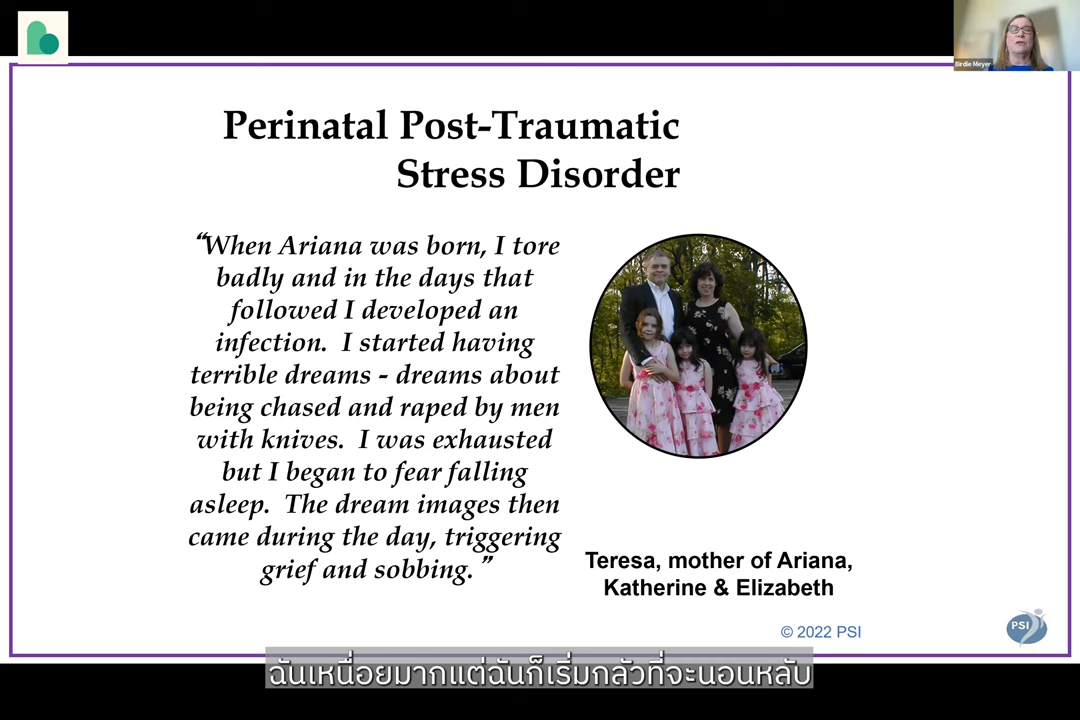 Birdie Meyer
Perinatal Post-Traumatic
Stress Disorder
“When Ariana was born, I tore
badly and in the days that
followed I developed an
infection. I started having
terrible dreams - dreams about
being chased and raped by men
with knives. I was exhausted
but I began to fear falling
asleep. The dream images then
came during the day, triggering
grief and sobbing.”
Teresa, mother of Ariana,
Katherine & Elizabeth
© 2022 PSI
PSI
ฉันเหนื่อยมากแต่ฉันก็เริ่มกลัวที่จะนอนหลับ